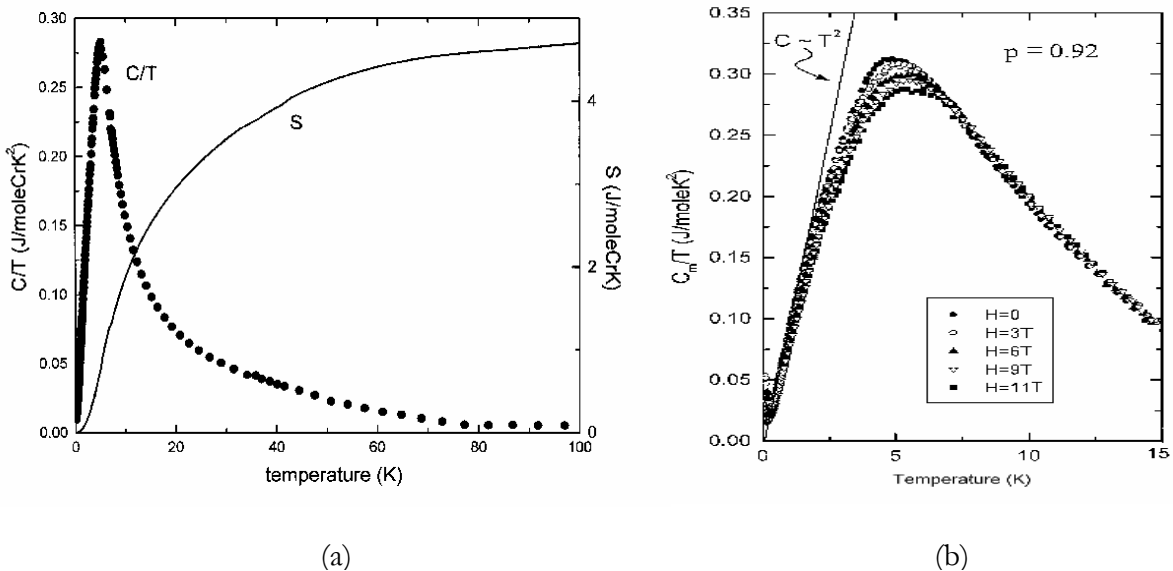 0.30
0.25
0.20
0.15
0.10
0.05
0.00
C/T (J/moleCrK²)
C/T
S
4
2
0
S (J/moleCrK)
0
20
40
60
80
100
temperature (K)
(a)
0.35
0.30
0.25
0.20
0.15
0.10
0.05
0.00
Cₘ/T (J/moleK²)
C ~ T²
p = 0.92
H=0
H=3T
H=6T
H=9T
H=11T
0
5
10
15
Temperature (K)
(b)